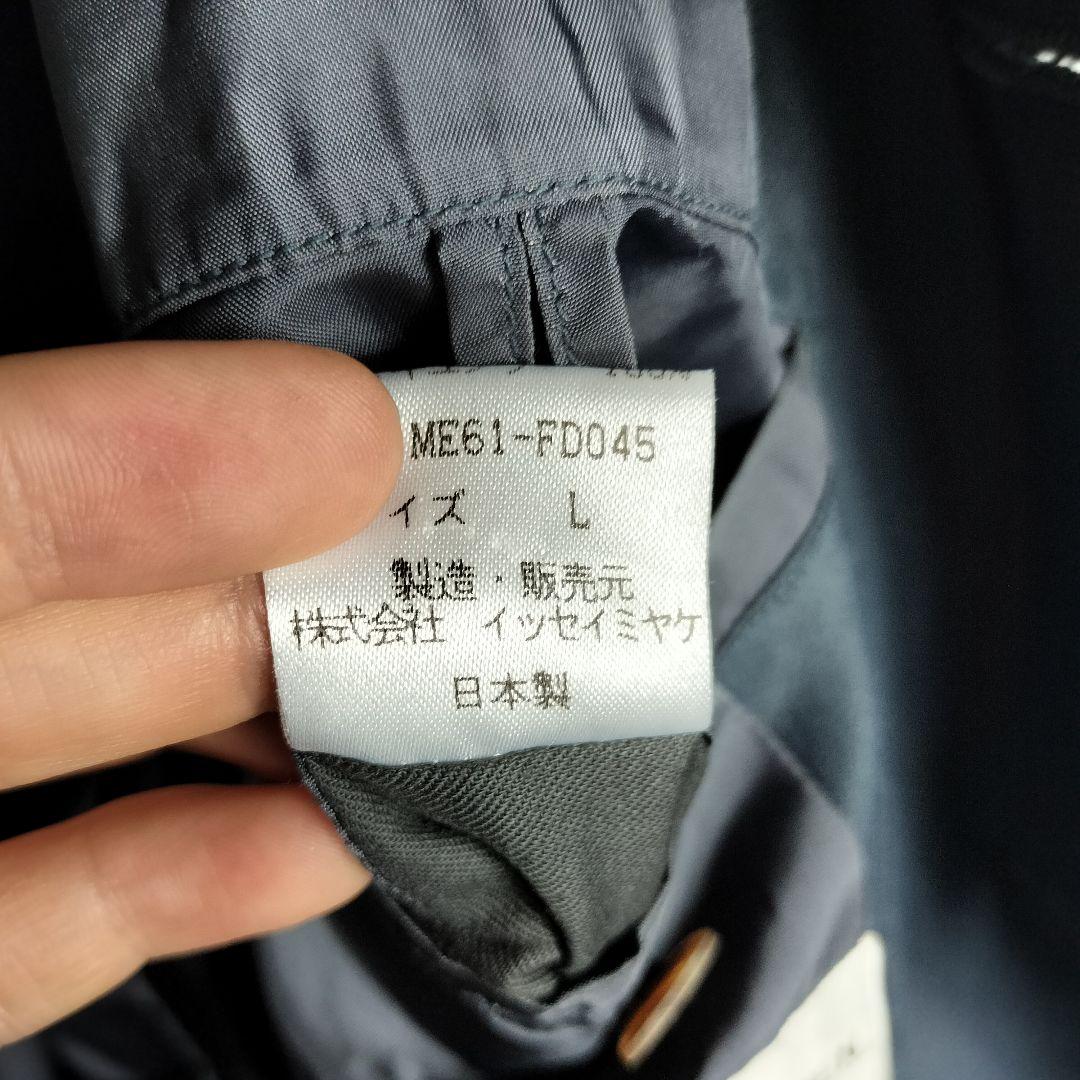 ME61-FD045
イズ L
製造・販売元
株式会社 イッセイミヤケ
日本製